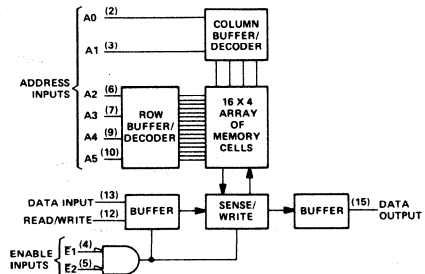 A0 (2)
A1 (3)
COLUMN
BUFFER/
DECODER
ADDRESS
INPUTS
A2 (6)
A3 (7)
A4 (9)
A5 (10)
ROW
BUFFER/
DECODER
16 X 4
ARRAY
OF
MEMORY
CELLS
DATA INPUT (13)
READ/WRITE (12)
BUFFER
SENSE/
WRITE
BUFFER
(15) DATA
OUTPUT
ENABLE
INPUTS
E̅1 (4)
E̅2 (5)